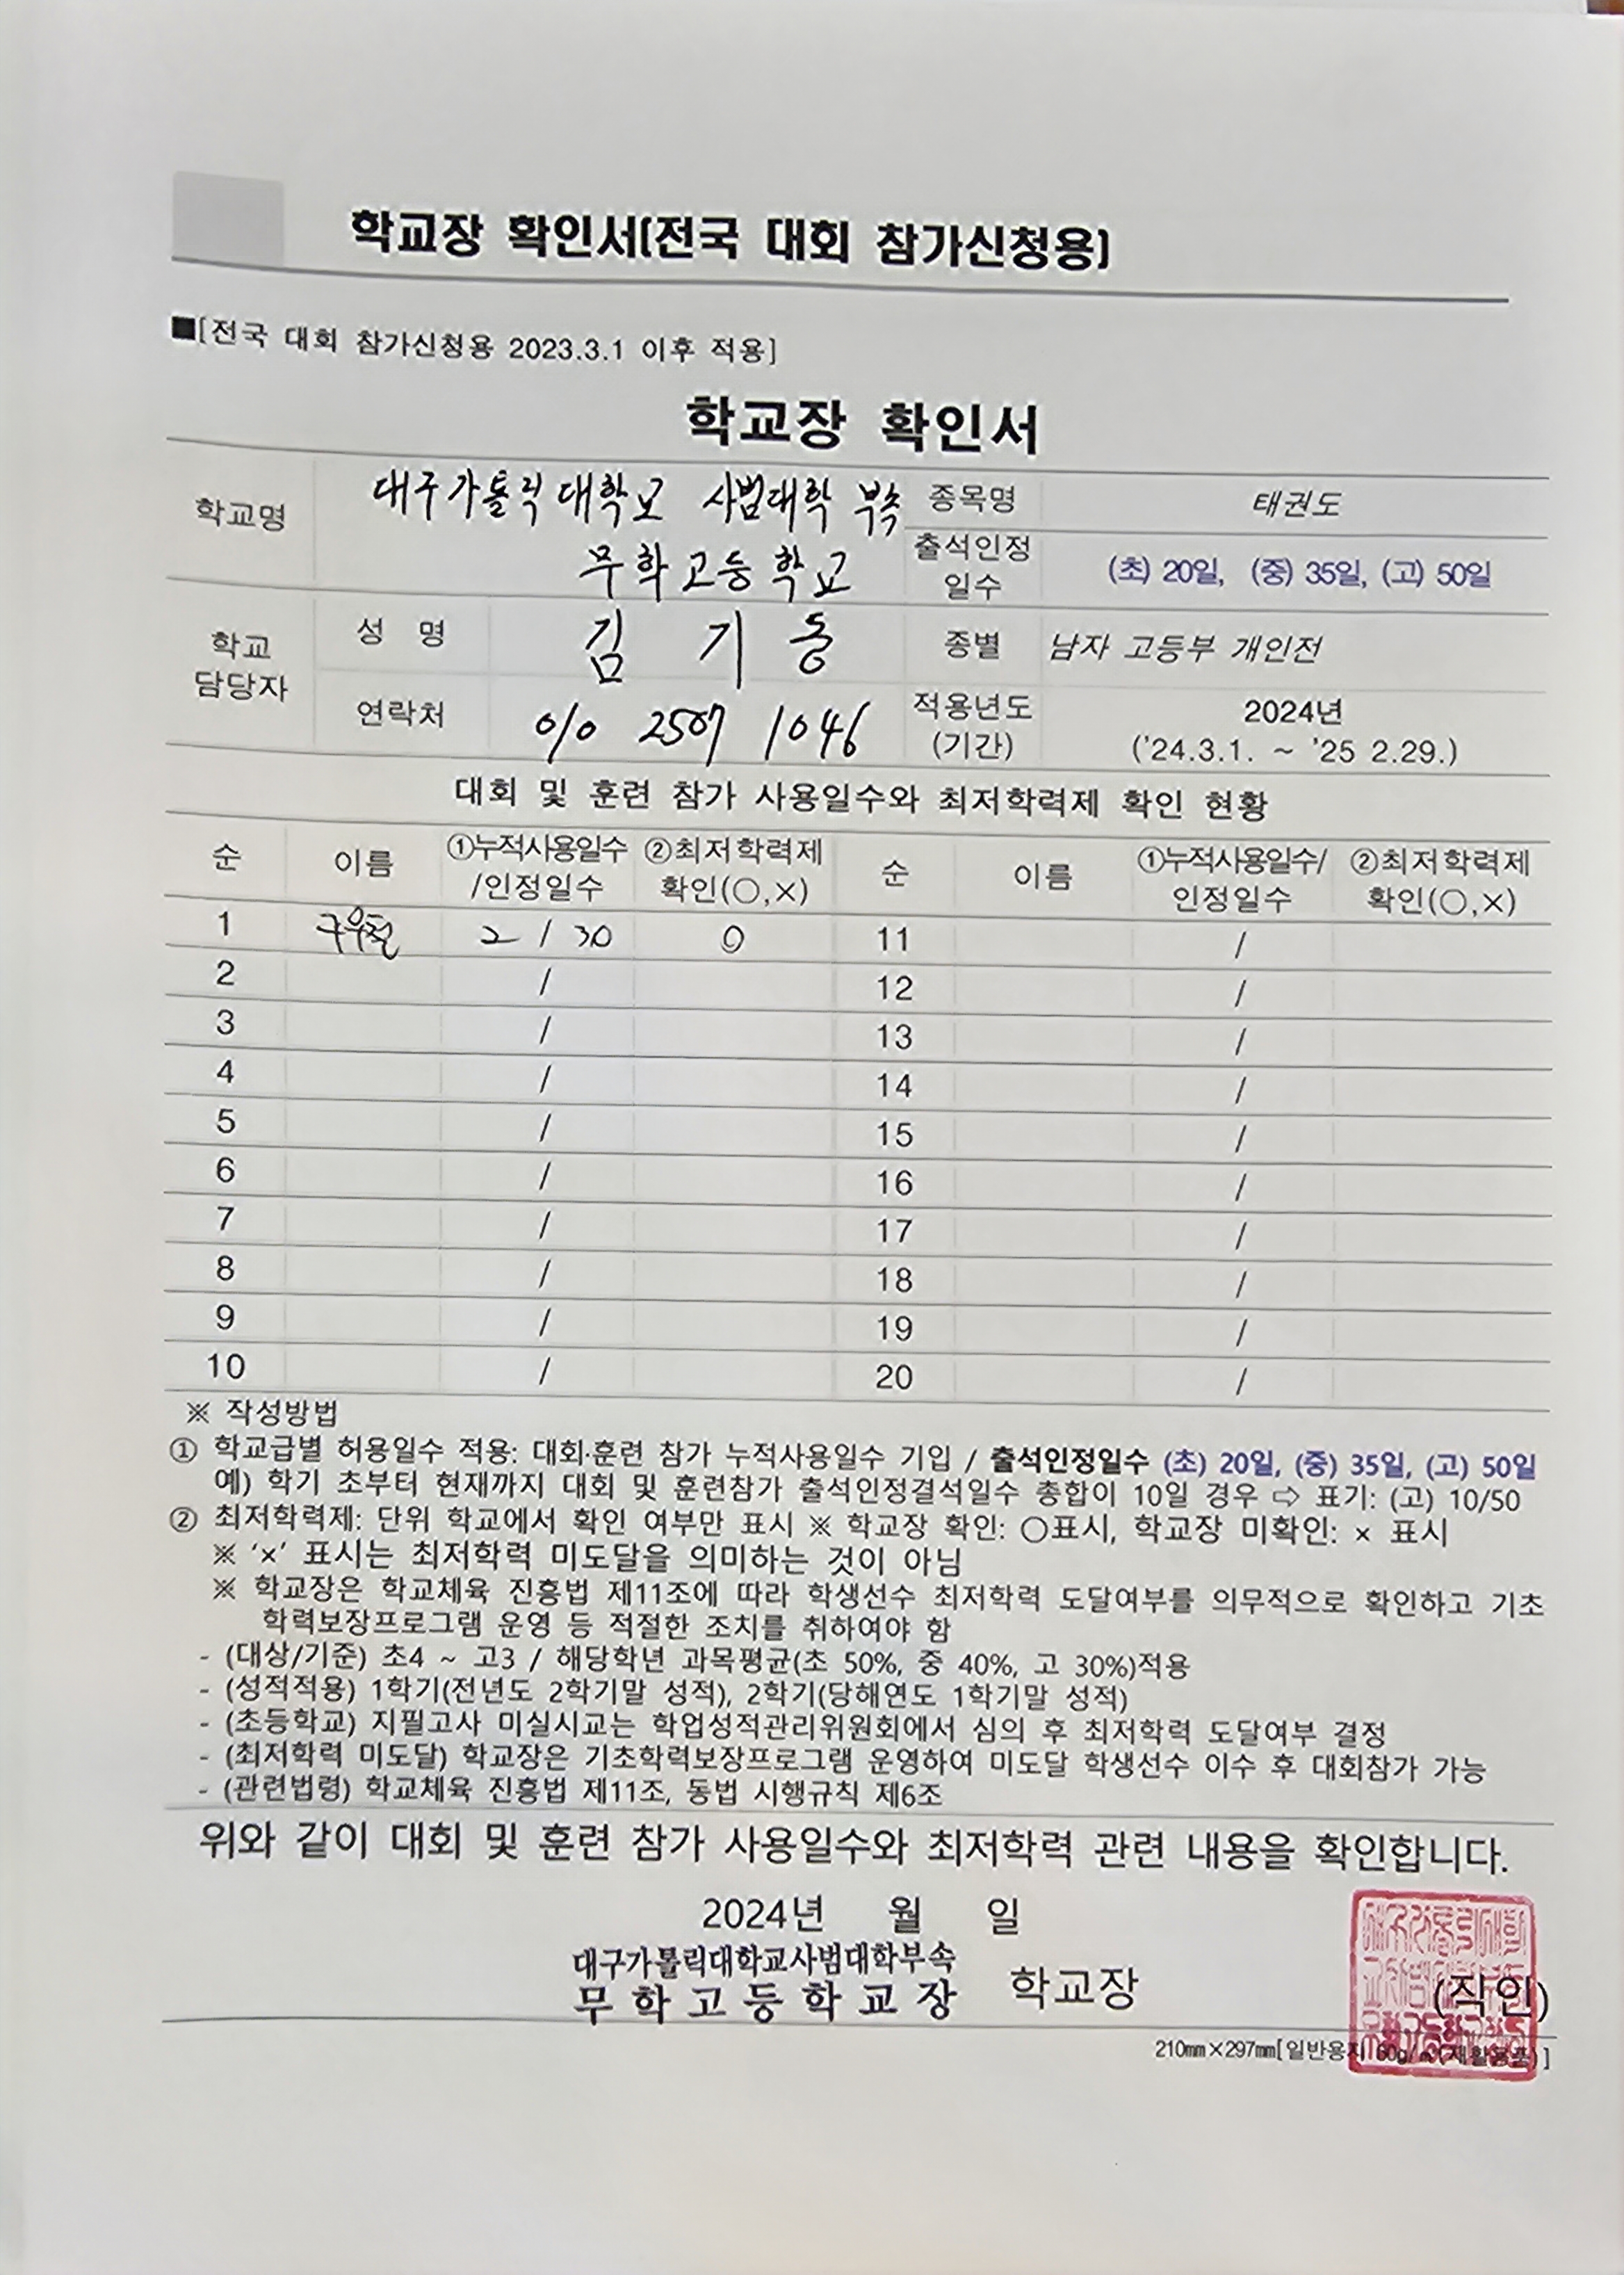 학교장 확인서[전국 대회 참가신청용]
■[전국 대회 참가신청용 2023.3.1 이후 적용]
학교장 확인서
학교명 대구가톨릭대학교 사범대학 부속 무학고등학교 종목명 태권도
출석인정 일수 (초) 20일, (중) 35일, (고) 50일
학교 담당자 성 명 김 기 동 종별 남자 고등부 개인전
연락처 010 2507 1046 적용년도 (기간) 2024년 ('24.3.1. ~ '25 2.29.)
대회 및 훈련 참가 사용일수와 최저학력제 확인 현황
순 이름 ①누적사용일수 /인정일수 ②최저학력제 확인(○,×) 순 이름 ①누적사용일수/ 인정일수 ②최저학력제 확인(○,×)
1 2 / 30 ○ 11 /
2 / 12 /
3 / 13 /
4 / 14 /
5 / 15 /
6 / 16 /
7 / 17 /
8 / 18 /
9 / 19 /
10 / 20 /
※ 작성방법
① 학교급별 허용일수 적용: 대회·훈련 참가 누적사용일수 기입 / 출석인정일수 (초) 20일, (중) 35일, (고) 50일
예) 학기 초부터 현재까지 대회 및 훈련참가 출석인정결석일수 총합이 10일 경우 ⇨ 표기: (고) 10/50
② 최저학력제: 단위 학교에서 확인 여부만 표시 ※ 학교장 확인: ○표시, 학교장 미확인: × 표시
※ '×' 표시는 최저학력 미도달을 의미하는 것이 아님
※ 학교장은 학교체육 진흥법 제11조에 따라 학생선수 최저학력 도달여부를 의무적으로 확인하고 기초
학력보장프로그램 운영 등 적절한 조치를 취하여야 함
- (대상/기준) 초4 ~ 고3 / 해당학년 과목평균(초 50%, 중 40%, 고 30%)적용
- (성적적용) 1학기(전년도 2학기말 성적), 2학기(당해연도 1학기말 성적)
- (초등학교) 지필고사 미실시교는 학업성적관리위원회에서 심의 후 최저학력 도달여부 결정
- (최저학력 미도달) 학교장은 기초학력보장프로그램 운영하여 미도달 학생선수 이수 후 대회참가 가능
- (관련법령) 학교체육 진흥법 제11조, 동법 시행규칙 제6조
위와 같이 대회 및 훈련 참가 사용일수와 최저학력 관련 내용을 확인합니다.
2024년 월 일
대구가톨릭대학교사범대학부속
무학고등학교장 학교장 (직인)
210㎜×297㎜[일반용지 60g/㎡(재활용품)]